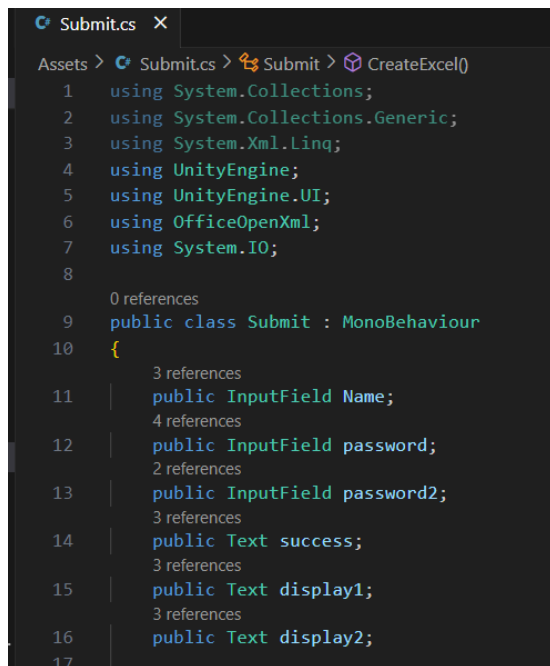 C# Submit.cs ×
Assets > C# Submit.cs > Submit > CreateExcel()
1 using System.Collections;
2 using System.Collections.Generic;
3 using System.Xml.Linq;
4 using UnityEngine;
5 using UnityEngine.UI;
6 using OfficeOpenXml;
7 using System.IO;
8
0 references
9 public class Submit : MonoBehaviour
10 {
3 references
11 public InputField Name;
4 references
12 public InputField password;
2 references
13 public InputField password2;
3 references
14 public Text success;
3 references
15 public Text display1;
3 references
16 public Text display2;
17